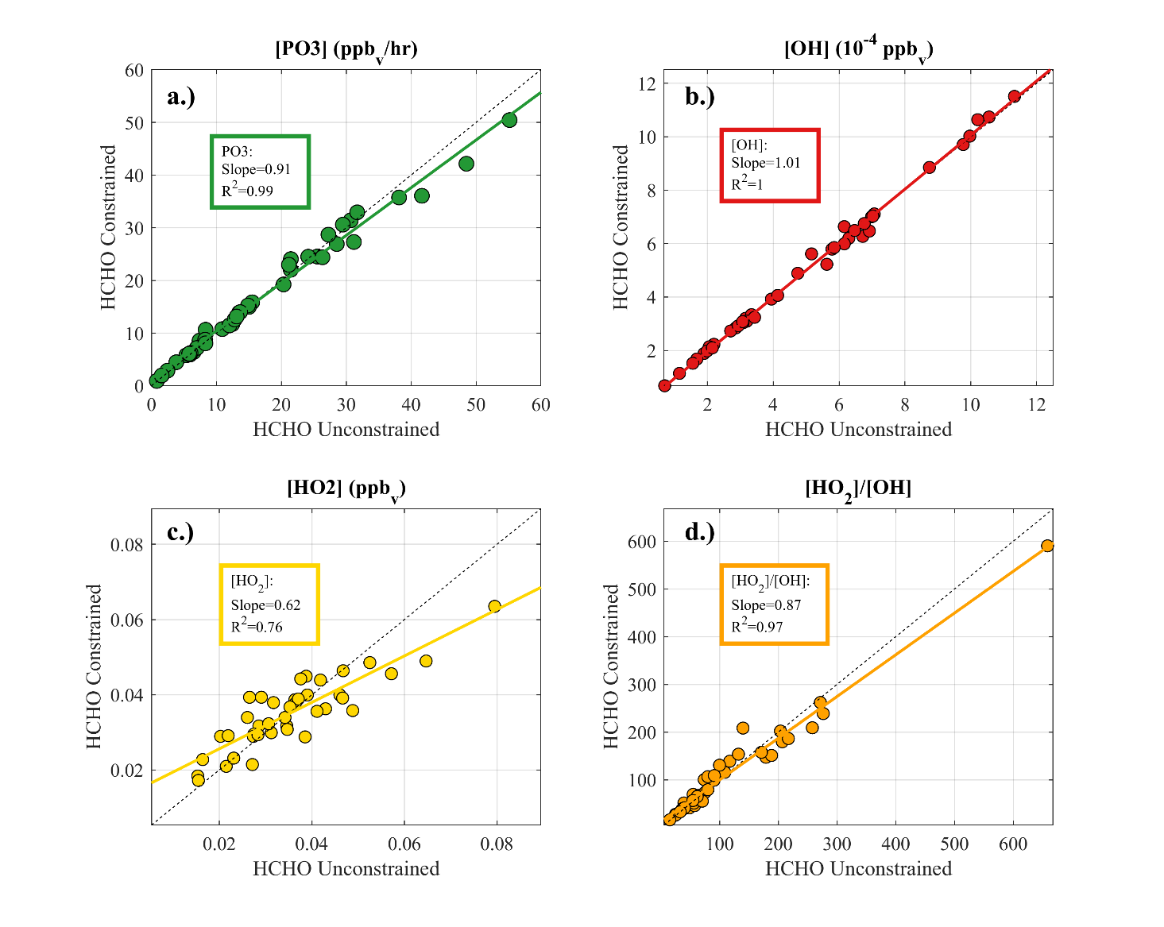 [PO3] (ppbv/hr)
a.)
PO3:
Slope=0.91
R2=0.99
60
50
40
30
20
10
0
0 10 20 30 40 50 60
HCHO Constrained
HCHO Unconstrained
[OH] (10-4 ppbv)
b.)
[OH]:
Slope=1.01
R2=1
12
10
8
6
4
2
2 4 6 8 10 12
HCHO Constrained
HCHO Unconstrained
[HO2] (ppbv)
c.)
[HO2]:
Slope=0.62
R2=0.76
0.08
0.06
0.04
0.02
0.02 0.04 0.06 0.08
HCHO Constrained
HCHO Unconstrained
[HO2]/[OH]
d.)
[HO2]/[OH]:
Slope=0.87
R2=0.97
600
500
400
300
200
100
100 200 300 400 500 600
HCHO Constrained
HCHO Unconstrained